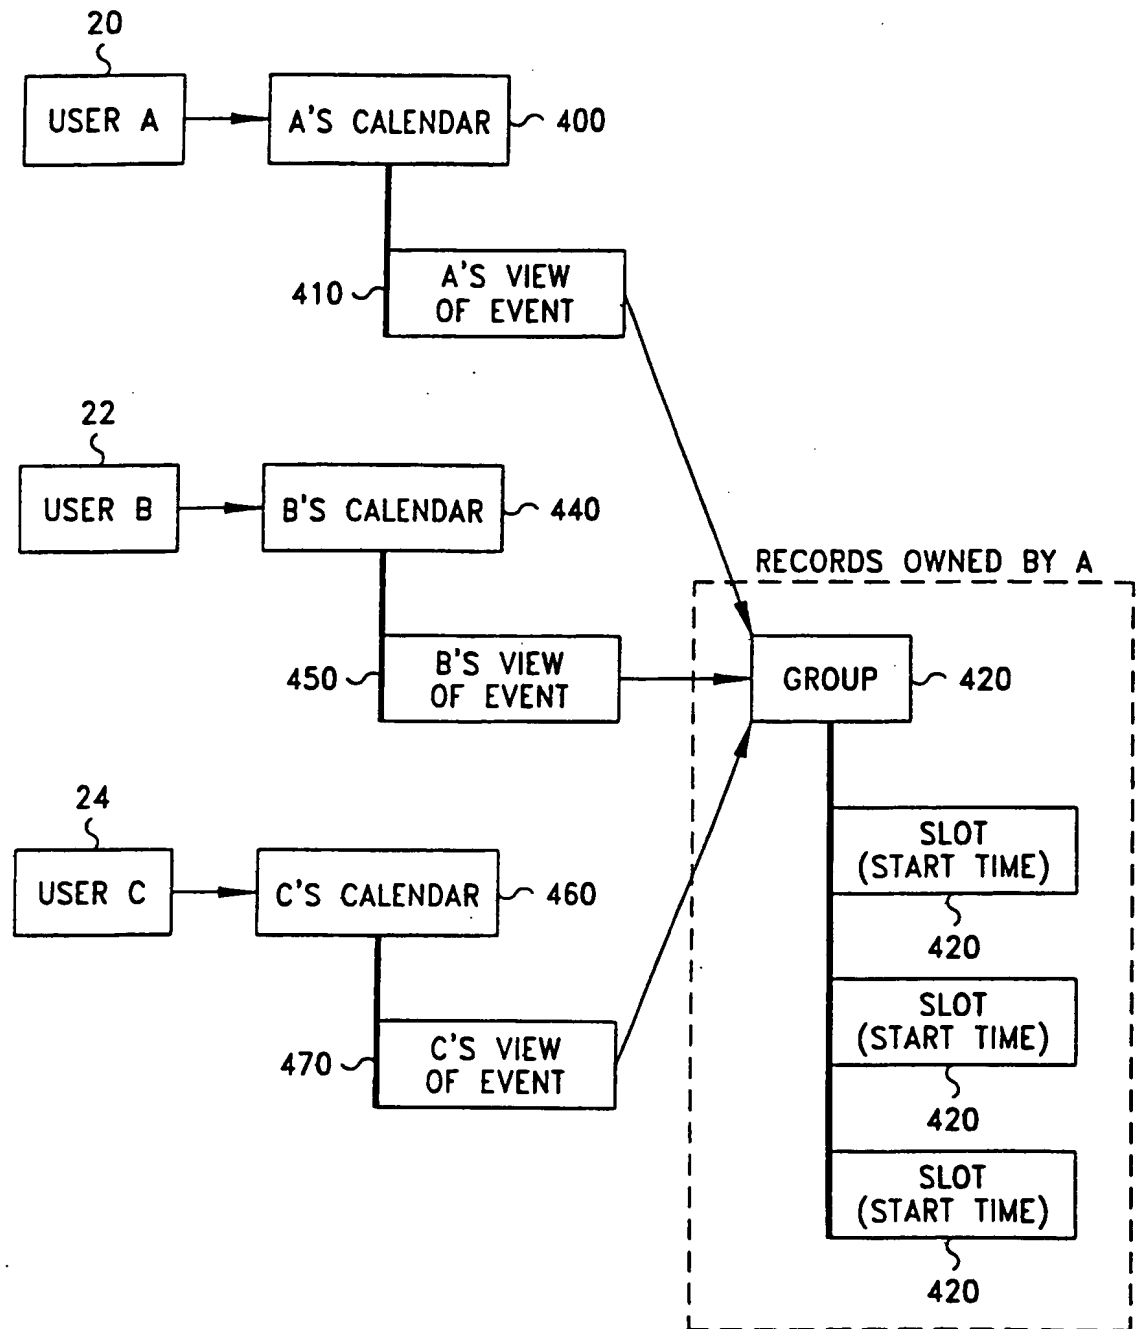 20
USER A
A'S CALENDAR
400
410
A'S VIEW
OF EVENT
22
USER B
B'S CALENDAR
440
RECORDS OWNED BY A
450
B'S VIEW
OF EVENT
GROUP
420
24
USER C
C'S CALENDAR
460
SLOT
(START TIME)
420
470
C'S VIEW
OF EVENT
SLOT
(START TIME)
420
SLOT
(START TIME)
420